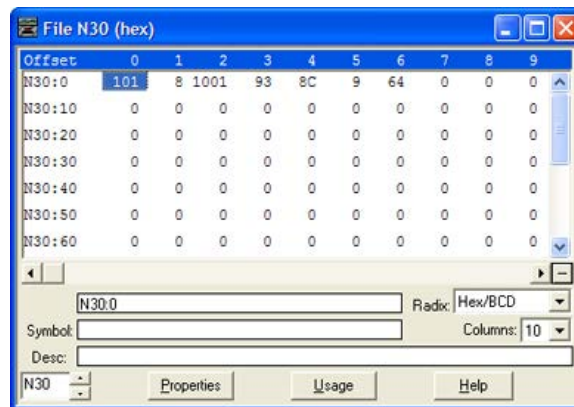 File N30 (hex)
Offset 0 1 2 3 4 5 6 7 8 9
N30:0 101 8 1001 93 8C 9 64 0 0 0
N30:10 0 0 0 0 0 0 0 0 0 0
N30:20 0 0 0 0 0 0 0 0 0 0
N30:30 0 0 0 0 0 0 0 0 0 0
N30:40 0 0 0 0 0 0 0 0 0 0
N30:50 0 0 0 0 0 0 0 0 0 0
N30:60 0 0 0 0 0 0 0 0 0 0
N30:0 Radix: Hex/BCD
Symbol: Columns: 10
Desc:
N30 Properties Usage Help